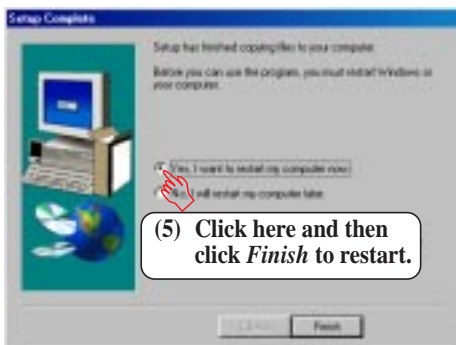 Setup Complete
Setup has finished copying files to your computer.
Before you can use the program, you must restart Windows or
your computer.
Yes, I want to restart my computer now.
No, I will restart my computer later.
(5) Click here and then
click Finish to restart.
Finish